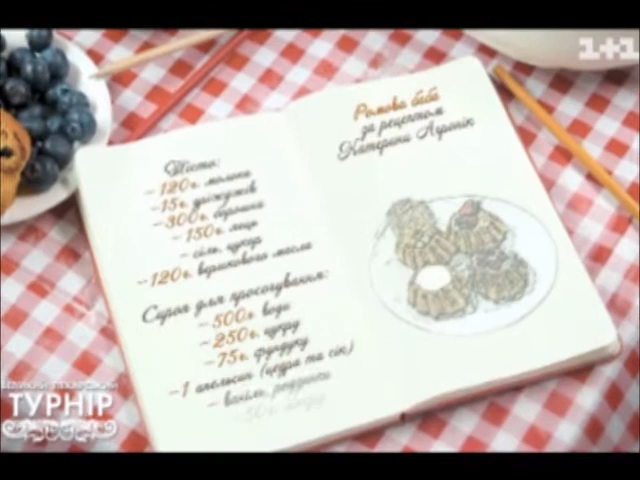 1+1
Ромова баба
за рецептом
Катерини Агронік
Тісто:
–120г. молока
–15г. дріжджів
–300г. борошна
–150г. яєць
– сіль, цукор
–120г. вершкового масла
Сироп для просочування:
–500г. води
–250г. цукру
–75г. фундуку
–1 апельсин (цедра та сік)
– ваніль, родзинки
ВЕЛИКИЙ ПЕКАРСЬКИЙ
ТУРНІР